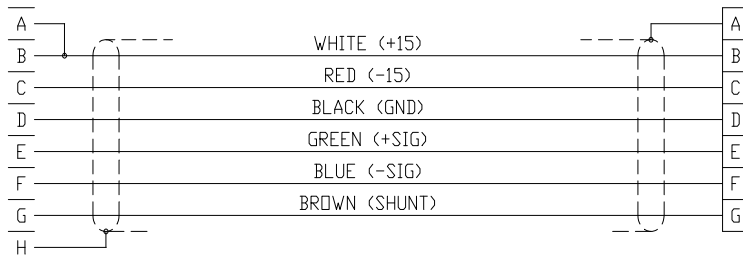 A A
WHITE (+15)
B B
RED (-15)
C C
BLACK (GND)
D D
GREEN (+SIG)
E E
BLUE (-SIG)
F F
BROWN (SHUNT)
G G
H